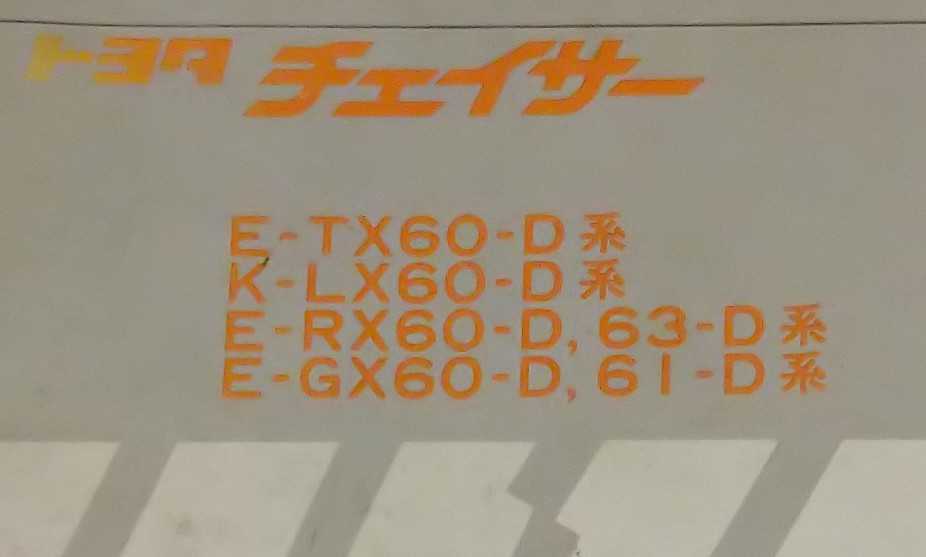 トヨタ チェイサー
E-TX60-D系
K-LX60-D系
E-RX60-D, 63-D系
E-GX60-D, 61-D系